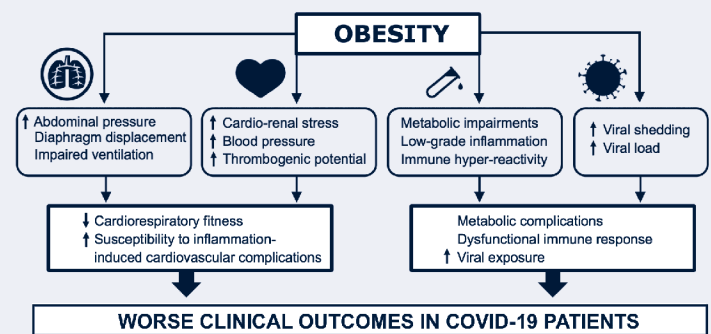 OBESITY
↑ Abdominal pressure
Diaphragm displacement
Impaired ventilation
↑ Cardio-renal stress
↑ Blood pressure
↑ Thrombogenic potential
Metabolic impairments
Low-grade inflammation
Immune hyper-reactivity
↑ Viral shedding
↑ Viral load
↓ Cardiorespiratory fitness
↑ Susceptibility to inflammation-
induced cardiovascular complications
Metabolic complications
Dysfunctional immune response
↑ Viral exposure
WORSE CLINICAL OUTCOMES IN COVID-19 PATIENTS